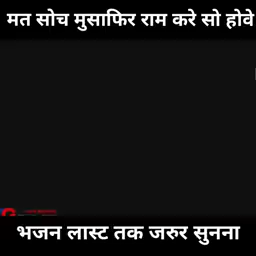 मत सोच मुसाफिर राम करे सो होवे
भजन लास्ट तक जरुर सुनना